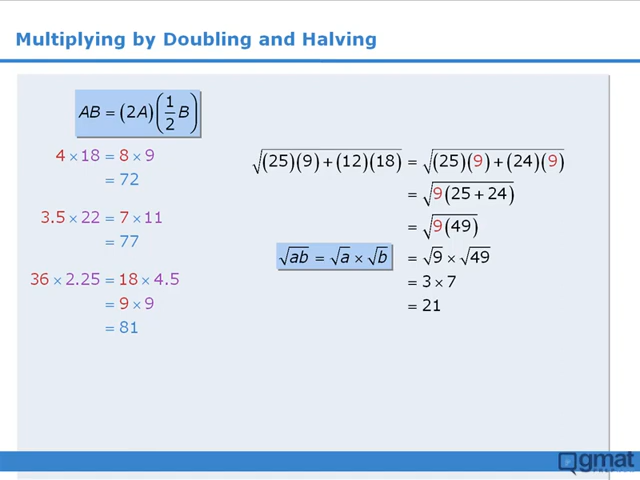 Multiplying by Doubling and Halving
AB = (2A)(1/2 B)
4 × 18 = 8 × 9
= 72
3.5 × 22 = 7 × 11
= 77
36 × 2.25 = 18 × 4.5
= 9 × 9
= 81
√((25)(9) + (12)(18)) = √((25)(9) + (24)(9))
= √(9(25 + 24))
= √(9(49))
√ab = √a × √b
= √9 × √49
= 3 × 7
= 21
gmat